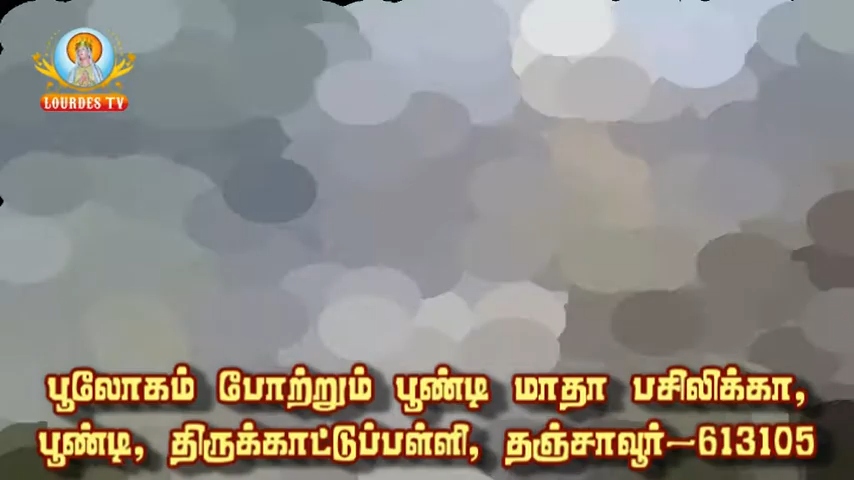 LOURDES TV
பூலோகம் போற்றும் பூண்டி மாதா பசிலிக்கா,
பூண்டி, திருக்காட்டுப்பள்ளி, தஞ்சாவூர்-613105